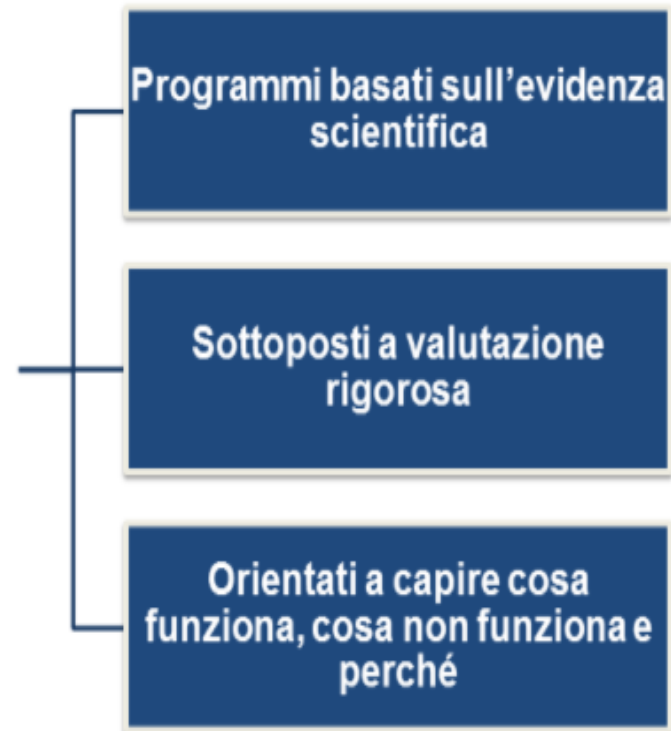 Programmi basati sull’evidenza
scientifica
Sottoposti a valutazione
rigorosa
Orientati a capire cosa
funziona, cosa non funziona e
perché